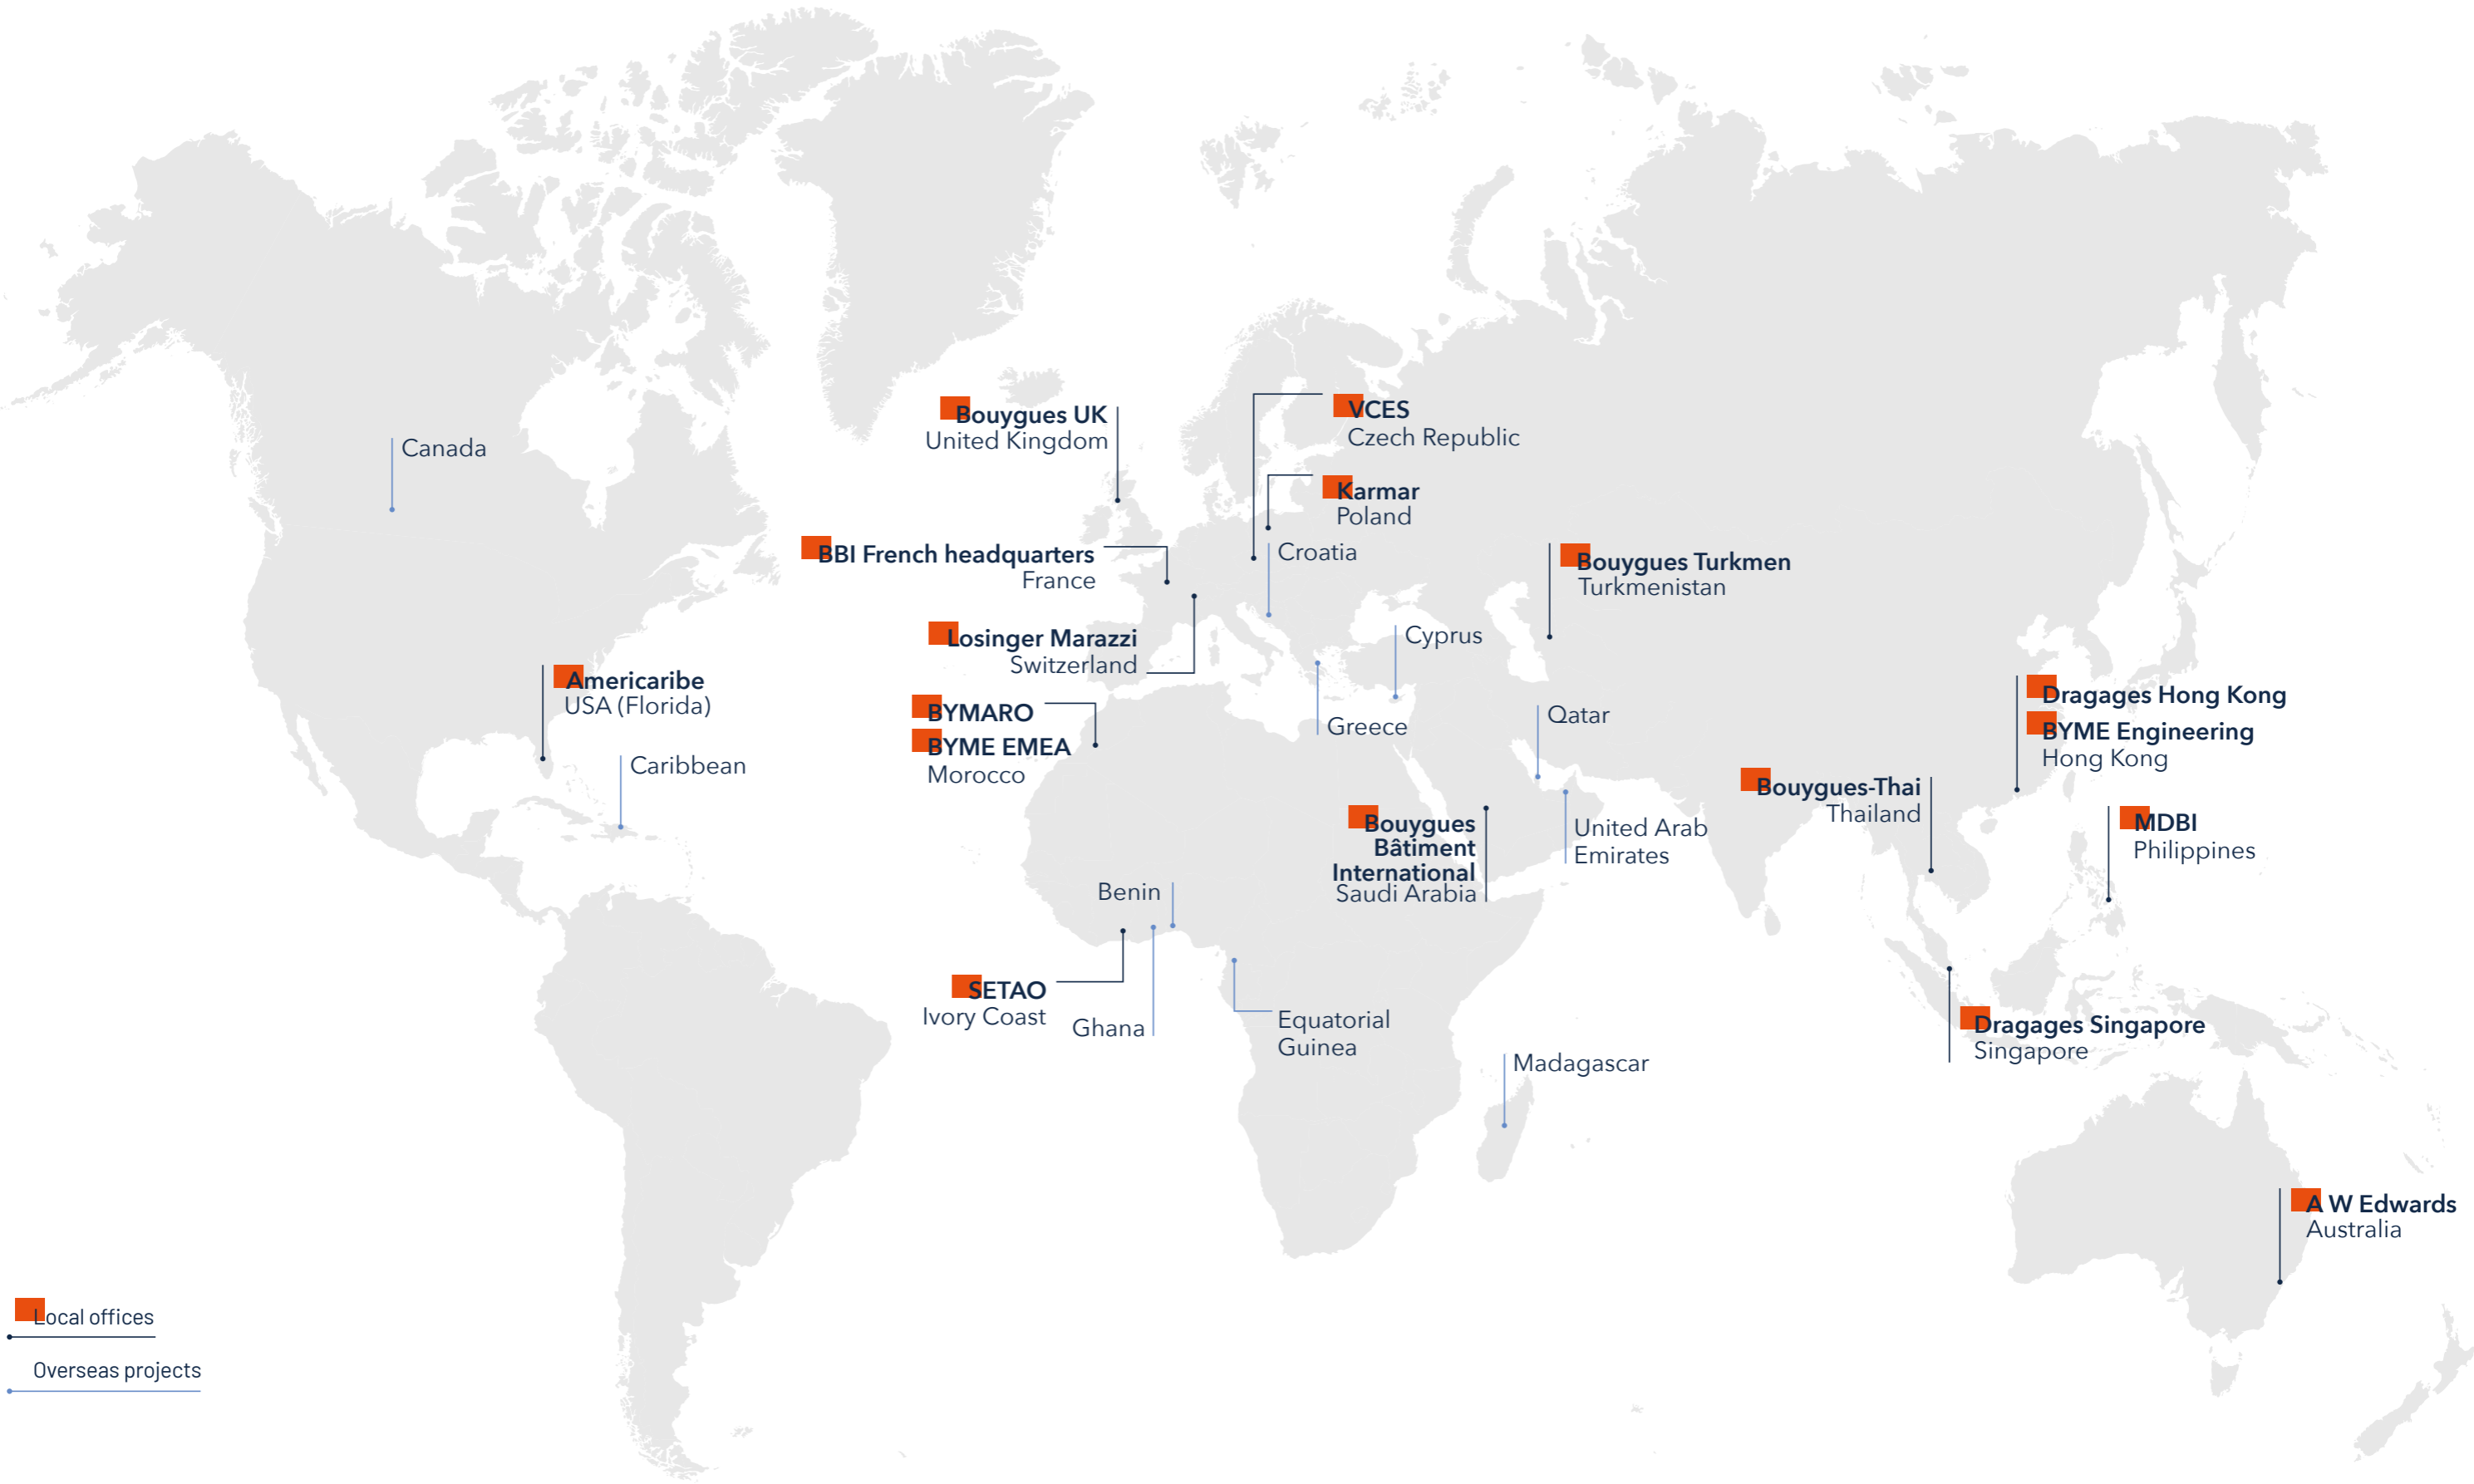 Bouygues UK
United Kingdom
VCES
Czech Republic
Canada
Karmar
Poland
BBI French headquarters
France
Croatia
Bouygues Turkmen
Turkmenistan
Losinger Marazzi
Switzerland
Cyprus
Americaribe
USA (Florida)
BYMARO
BYME EMEA
Morocco
Greece
Qatar
Dragages Hong Kong
BYME Engineering
Hong Kong
Caribbean
Bouygues-Thai
Thailand
Bouygues
Bâtiment
International
Saudi Arabia
United Arab
Emirates
MDBI
Philippines
Benin
SETAO
Ivory Coast
Ghana
Equatorial
Guinea
Dragages Singapore
Singapore
Madagascar
A W Edwards
Australia
Local offices
Overseas projects